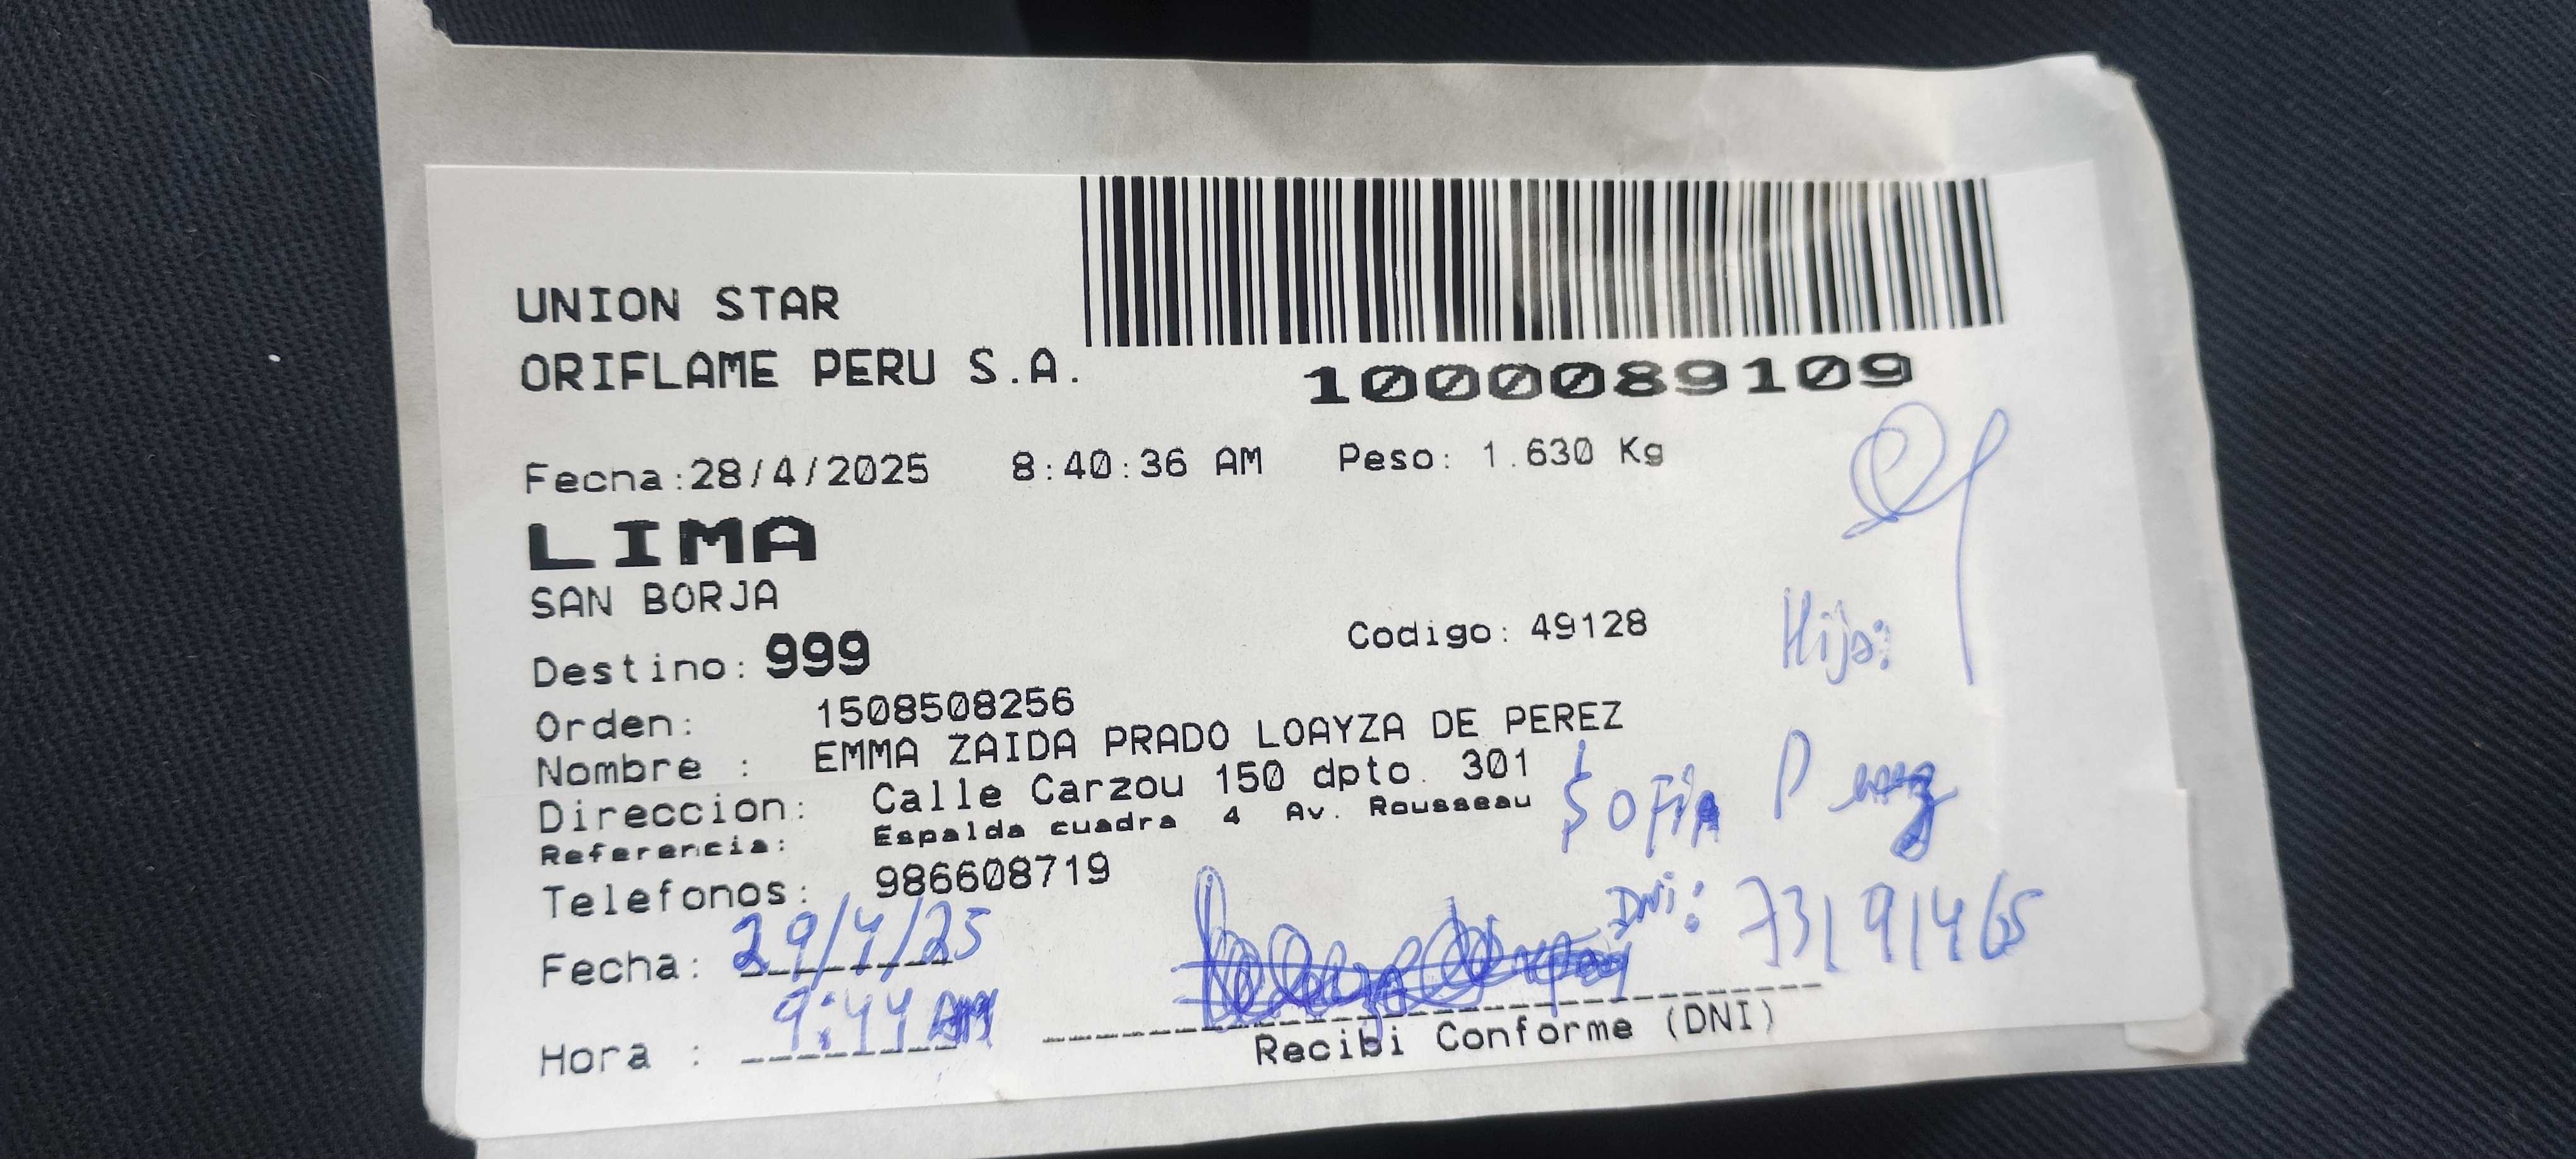 UNION STAR
ORIFLAME PERU S.A.
1000089109
Fecha:28/4/2025 8:40:36 AM Peso: 1.630 Kg
LIMA
SAN BORJA
Destino: 999 Codigo: 49128
Hija:
Orden: 1508508256
Nombre : EMMA ZAIDA PRADO LOAYZA DE PEREZ
Direccion: Calle Carzou 150 dpto. 301
Sofia Perez
Referencia: Espalda cuadra 4 Av. Rousseau
Telefonos: 986608719
DNi: 73191465
Fecha: 29/4/25
Hora : 9:44 AM
Recibi Conforme (DNI)